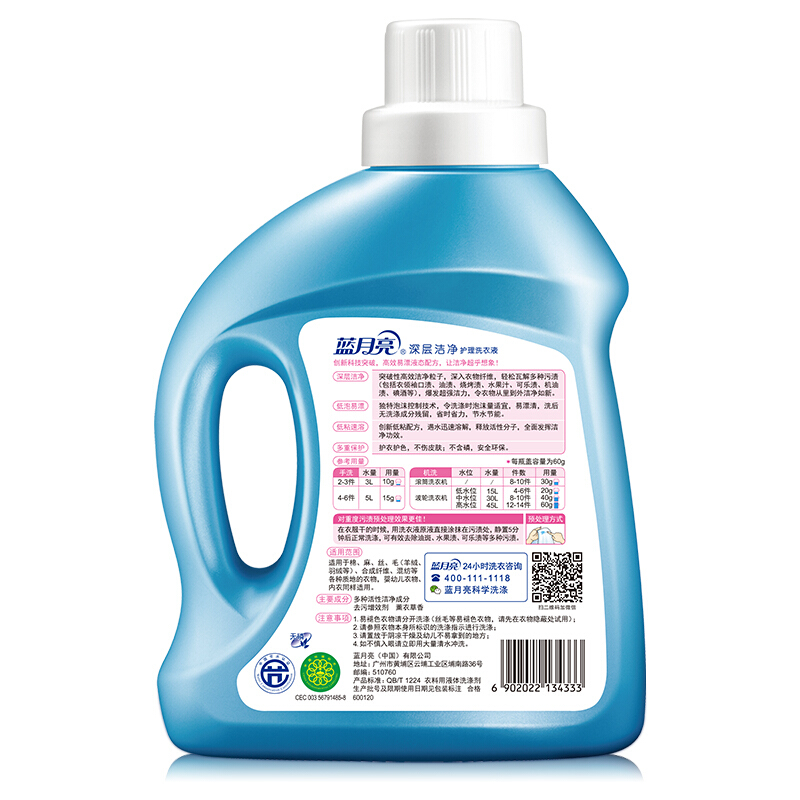 蓝月亮® 深层洁净 护理洗衣液
创新科技突破，高效易漂液态配方，让洁净超乎想象！
深层洁净 突破性高效洁净粒子，深入衣物纤维，轻松瓦解多种污渍
（包括衣领袖口渍、油渍、烧烤渍、水果汁、可乐渍、机油
渍、碘酒等），爆发超强洁力，令衣物从里到外洁净如新。
低泡易漂 独特泡沫控制技术，令洗涤时泡沫量适宜，易漂清，洗后
无洗涤成分残留，省时省力，节水节能。
低粘速溶 创新低粘配方，遇水迅速溶解，释放活性分子，全面发挥洁
净功效。
多重保护 护衣护色，不伤皮肤；不含磷，安全环保。
参考用量 ●每瓶盖容量为60g
手洗 水量 用量 机洗 水位 水量 件数 用量
2-3件 3L 10g 滚筒洗衣机 / / 8-10件 30g
4-6件 5L 15g 波轮洗衣机 低水位 15L 4-6件 20g
中水位 30L 8-10件 40g
高水位 45L 12-14件 60g
对重度污渍预处理效果更佳！ 预处理方式
在衣服干的时候，用洗衣液原液直接涂抹在污渍处，静置5分
钟后正常洗涤，可有效去除油斑、水果渍、可乐渍等多种污渍。
适用范围
适用于棉、麻、丝、毛（羊绒、
羽绒等）、合成纤维、混纺等
各种质地的衣物，婴幼儿衣物、
内衣同样适用。
蓝月亮 24小时洗衣咨询
400-111-1118
蓝月亮科学洗涤
扫二维码加微信
主要成分 多种活性洁净成分
去污增效剂 薰衣草香
注意事项 1.易褪色衣物请分开洗涤（丝毛等易褪色衣物，请先在衣物隐蔽处试用）；
2.请参照衣物本身所标识的洗涤指示进行洗涤；
3.请置放于阴凉干燥及幼儿不易拿到的地方；
4.如不慎入眼请立即用大量清水冲洗。
无磷
蓝月亮（中国）有限公司
地址：广州市黄埔区云埔工业区埔南路36号
邮编：510760
产品标准：QB/T 1224 衣料用液体洗涤剂
生产批号及限期使用日期见包装标注 合格
CEC 003 56791485-8 600120
6 902022 134333